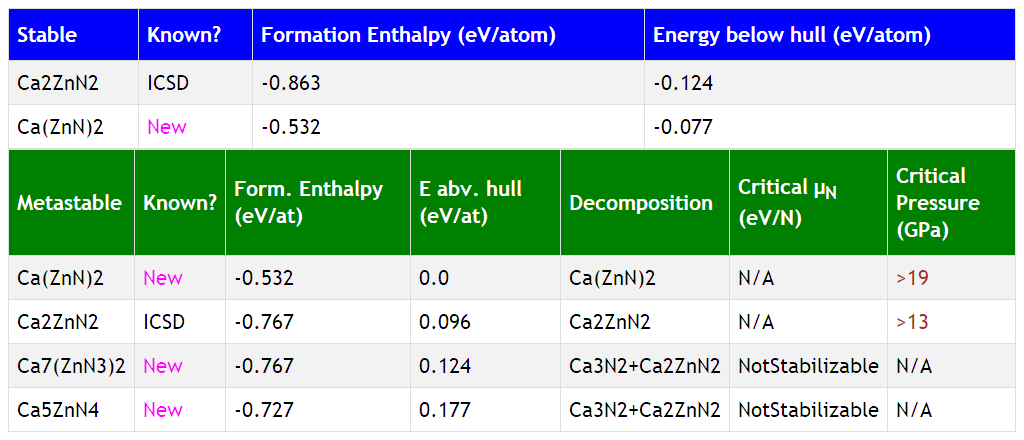 Stable Known? Formation Enthalpy (eV/atom) Energy below hull (eV/atom)
Ca2ZnN2 ICSD -0.863 -0.124
Ca(ZnN)2 New -0.532 -0.077
Metastable Known? Form. Enthalpy (eV/at) E abv. hull (eV/at) Decomposition Critical μN (eV/N) Critical Pressure (GPa)
Ca(ZnN)2 New -0.532 0.0 Ca(ZnN)2 N/A >19
Ca2ZnN2 ICSD -0.767 0.096 Ca2ZnN2 N/A >13
Ca7(ZnN3)2 New -0.767 0.124 Ca3N2+Ca2ZnN2 NotStabilizable N/A
Ca5ZnN4 New -0.727 0.177 Ca3N2+Ca2ZnN2 NotStabilizable N/A